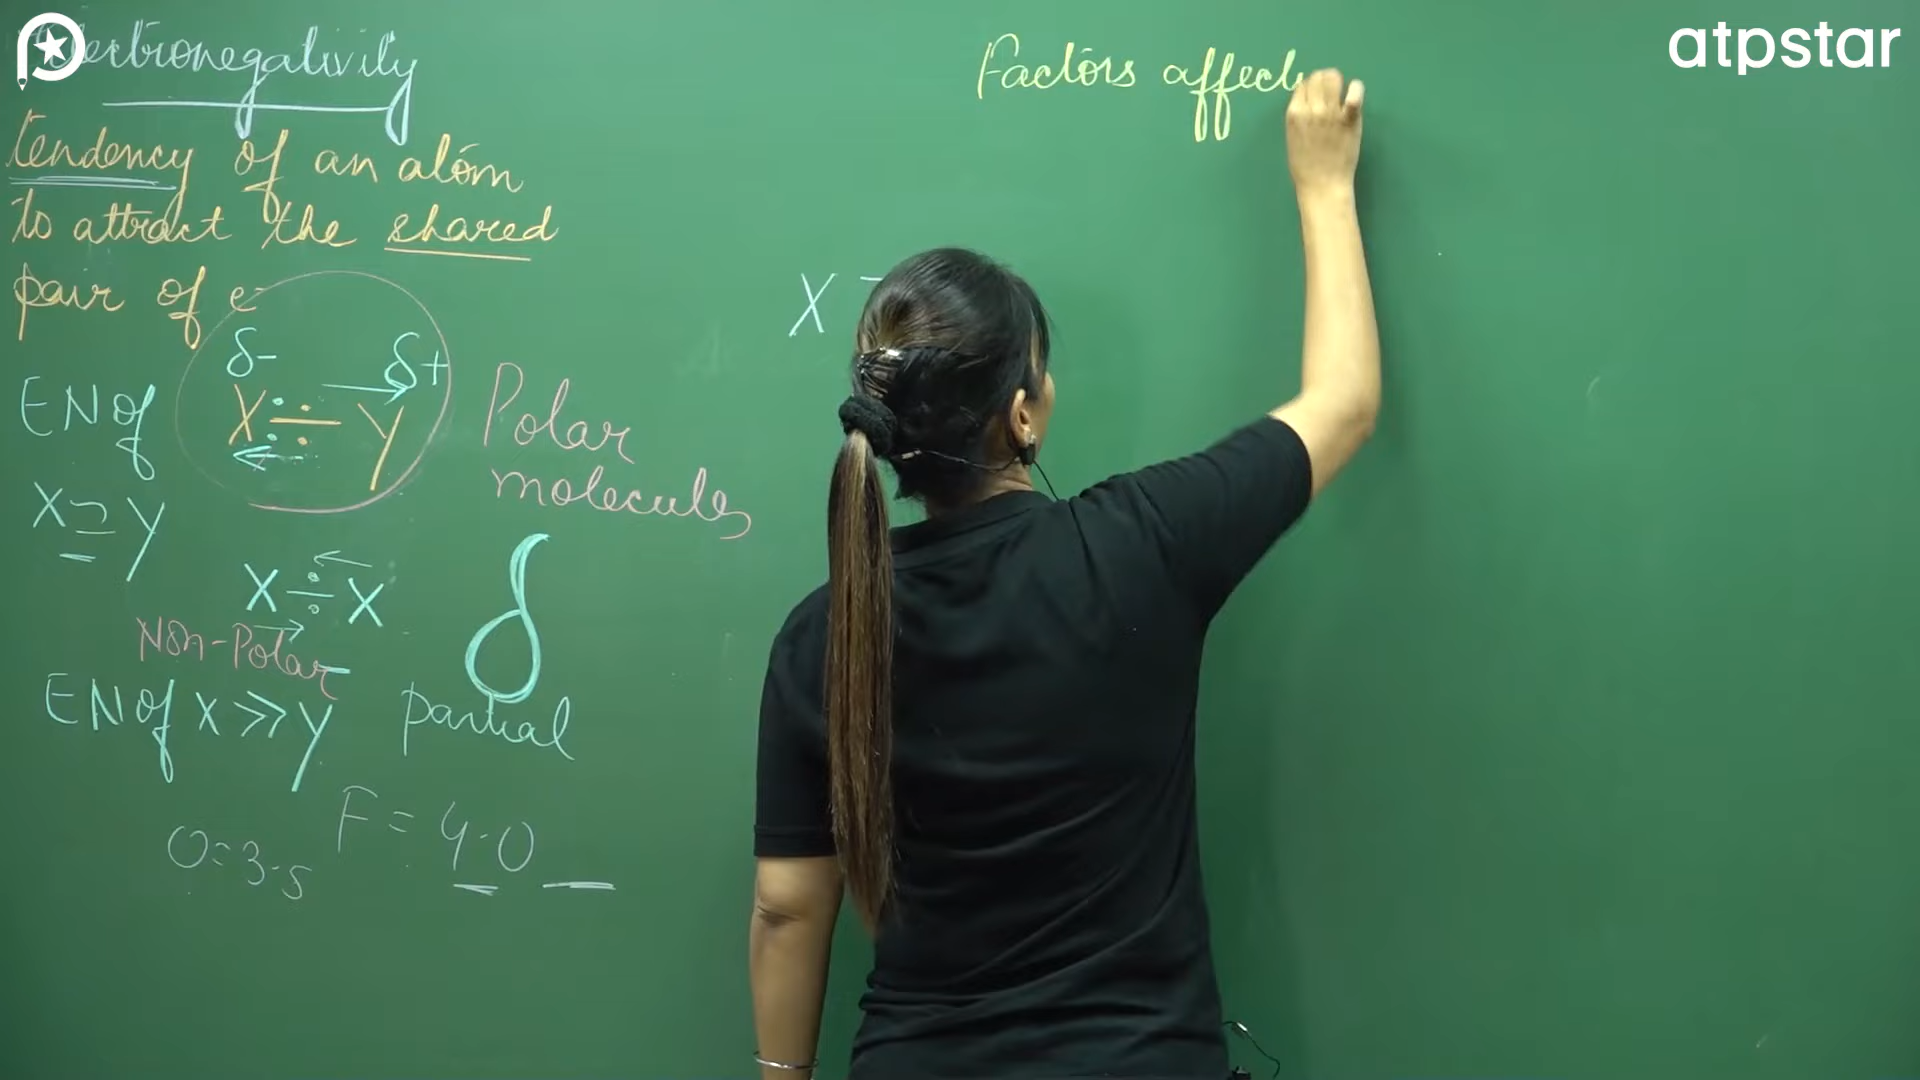 Electronegativity
tendency of an atom
to attract the shared
pair of e-
δ- δ+
EN of X ÷ Y
Polar
molecules
X ⊇ Y
X ÷ X
Non-Polar
δ
EN of X >> Y
partial
O=3.5
F = 4.0
Factors affect
X –
atpstar